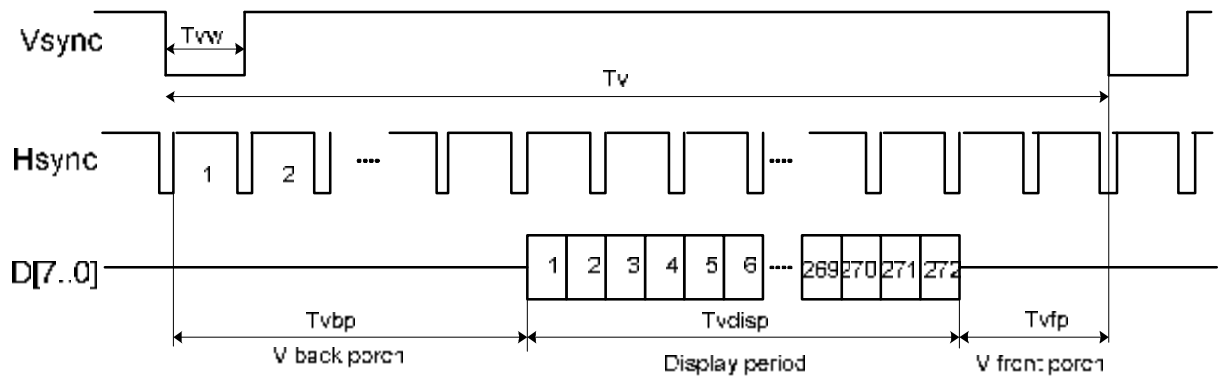 Vsync
Tvw
Tv
Hsync
1 2 .... ....
D[7..0]
1 2 3 4 5 6 .... 269 270 271 272
Tvbp Tvdisp Tvfp
V back porch Display period V front porch